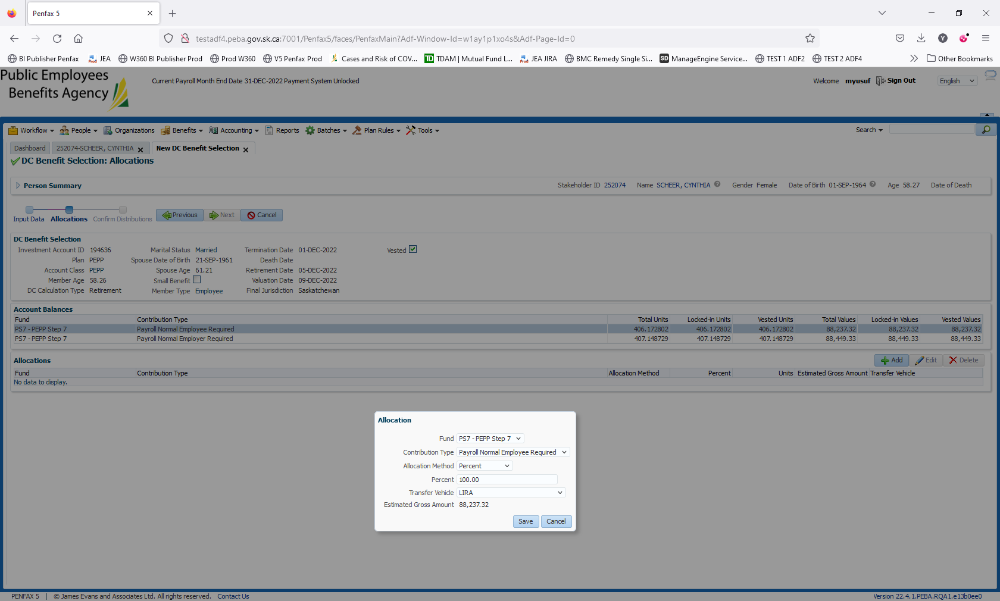 Penfax 5
testadf4.peba.gov.sk.ca:7001/Penfax5/faces/PenfaxMain?Adf-Window-Id=w1ay1p1xo4s&Adf-Page-Id=0
Y
BI Publisher Penfax JEA W360 BI Publisher Prod Prod W360 V5 Penfax Prod Cases and Risk of COV... TD TDAM | Mutual Fund L... JEA JIRA BMC Remedy Single Si... SD ManageEngine Service... TEST 1 ADF2 TEST 2 ADF4 Other Bookmarks
Public Employees
Benefits Agency
Current Payroll Month End Date 31-DEC-2022 Payment System Unlocked
Welcome myusuf Sign Out English
Workflow People Organizations Benefits Accounting Reports Batches Plan Rules Tools Search
Dashboard 252074-SCHEER, CYNTHIA New DC Benefit Selection
DC Benefit Selection: Allocations
Person Summary Stakeholder ID 252074 Name SCHEER, CYNTHIA Gender Female Date of Birth 01-SEP-1964 Age 58.27 Date of Death
Input Data Allocations Confirm Distributions Previous Next Cancel
DC Benefit Selection
Investment Account ID 194636 Marital Status Married Termination Date 01-DEC-2022 Vested
Plan PEPP Spouse Date of Birth 21-SEP-1961 Death Date
Account Class PEPP Spouse Age 61.21 Retirement Date 05-DEC-2022
Member Age 58.26 Small Benefit Valuation Date 09-DEC-2022
DC Calculation Type Retirement Member Type Employee Final Jurisdiction Saskatchewan
Account Balances
Fund Contribution Type Total Units Locked-in Units Vested Units Total Values Locked-in Values Vested Values
PS7 - PEPP Step 7 Payroll Normal Employee Required 406.172802 406.172802 406.172802 88,237.32 88,237.32 88,237.32
PS7 - PEPP Step 7 Payroll Normal Employer Required 407.148729 407.148729 407.148729 88,449.33 88,449.33 88,449.33
Allocations Add Edit Delete
Fund Contribution Type Allocation Method Percent Units Estimated Gross Amount Transfer Vehicle
No data to display.
Allocation
Fund PS7 - PEPP Step 7
Contribution Type Payroll Normal Employee Required
Allocation Method Percent
Percent 100.00
Transfer Vehicle LIRA
Estimated Gross Amount 88,237.32
Save Cancel
PENFAX 5 | © James Evans and Associates Ltd. All rights reserved. Contact Us Version 22.4.1.PEBA.RQA1.e13b0ee0